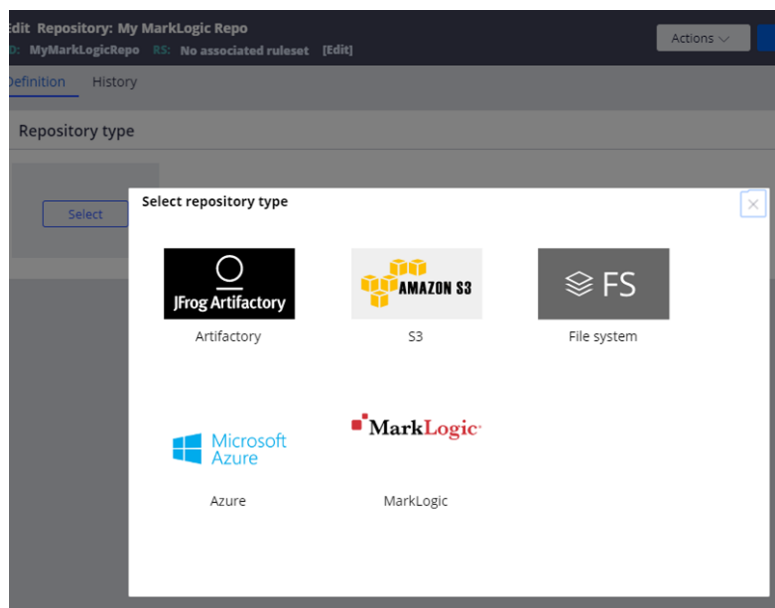 Edit Repository: My MarkLogic Repo
ID: MyMarkLogicRepo RS: No associated ruleset [Edit]
Actions
Definition History
Repository type
Select
Select repository type
JFrog Artifactory
AMAZON S3
FS
Artifactory
S3
File system
Microsoft
Azure
MarkLogic
Azure
MarkLogic